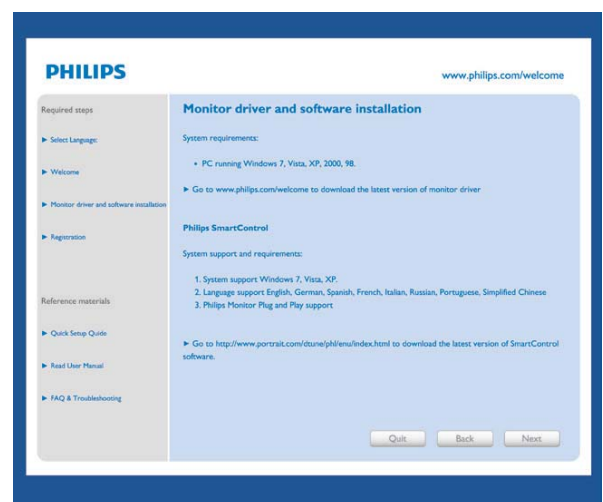 PHILIPS
www.philips.com/welcome
Required steps
Select Language:
Welcome
Monitor driver and software installation
Registration
Reference materials
Quick Setup Quide
Read User Manual
FAQ & Troubleshooting
Monitor driver and software installation
System requirements:
• PC running Windows 7, Vista, XP, 2000, 98.
Go to www.philips.com/welcome to download the latest version of monitor driver
Philips SmartControl
System support and requirements:
1. System support Windows 7, Vista, XP.
2. Language support English, German, Spanish, French, Italian, Russian, Portuguese, Simplified Chinese
3. Philips Monitor Plug and Play support
Go to http://www.portrait.com/dtune/phl/enu/index.html to download the latest version of SmartControl
software.
Quit Back Next